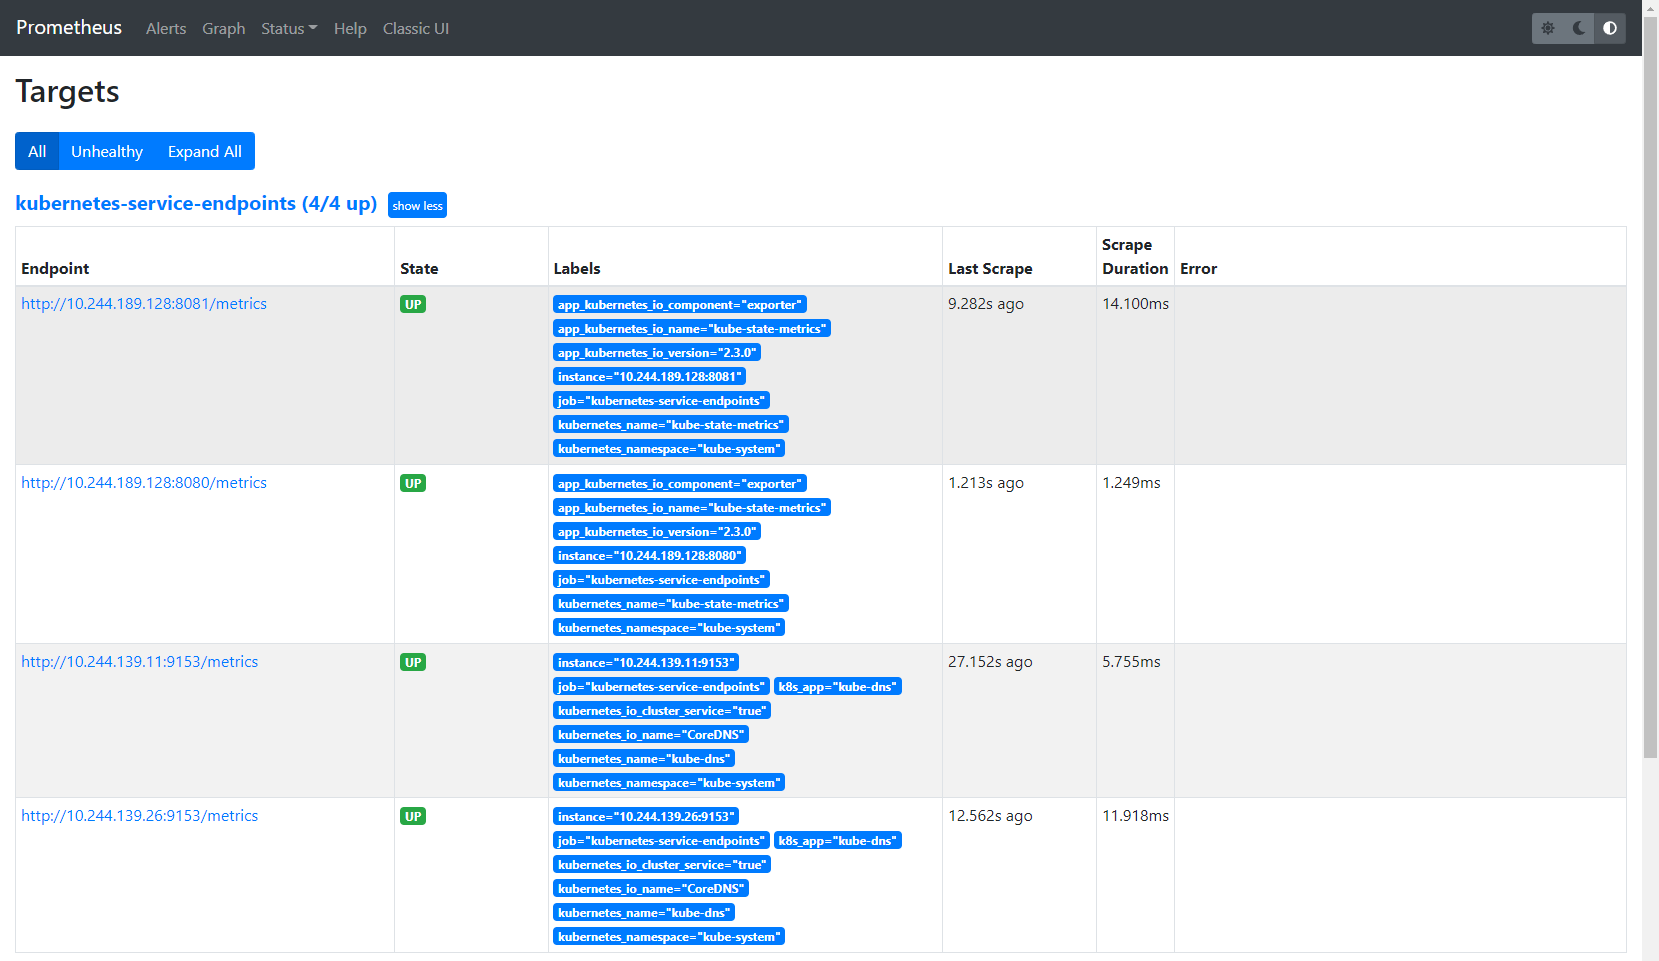 Prometheus Alerts Graph Status Help Classic UI
Targets
All Unhealthy Expand All
kubernetes-service-endpoints (4/4 up) show less
Endpoint State Labels Last Scrape Scrape Duration Error
http://10.244.189.128:8081/metrics UP app_kubernetes_io_component="exporter" 9.282s ago 14.100ms
app_kubernetes_io_name="kube-state-metrics"
app_kubernetes_io_version="2.3.0"
instance="10.244.189.128:8081"
job="kubernetes-service-endpoints"
kubernetes_name="kube-state-metrics"
kubernetes_namespace="kube-system"
http://10.244.189.128:8080/metrics UP app_kubernetes_io_component="exporter" 1.213s ago 1.249ms
app_kubernetes_io_name="kube-state-metrics"
app_kubernetes_io_version="2.3.0"
instance="10.244.189.128:8080"
job="kubernetes-service-endpoints"
kubernetes_name="kube-state-metrics"
kubernetes_namespace="kube-system"
http://10.244.139.11:9153/metrics UP instance="10.244.139.11:9153" 27.152s ago 5.755ms
job="kubernetes-service-endpoints" k8s_app="kube-dns"
kubernetes_io_cluster_service="true"
kubernetes_io_name="CoreDNS"
kubernetes_name="kube-dns"
kubernetes_namespace="kube-system"
http://10.244.139.26:9153/metrics UP instance="10.244.139.26:9153" 12.562s ago 11.918ms
job="kubernetes-service-endpoints" k8s_app="kube-dns"
kubernetes_io_cluster_service="true"
kubernetes_io_name="CoreDNS"
kubernetes_name="kube-dns"
kubernetes_namespace="kube-system"